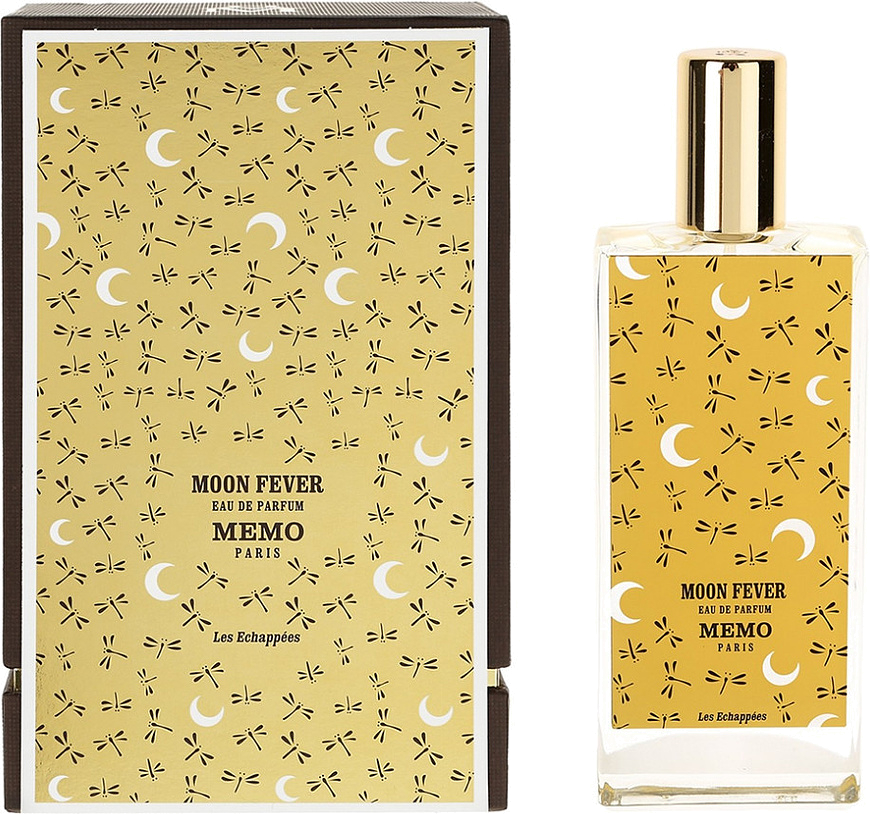 MOON FEVER
EAU DE PARFUM
MEMO
PARIS
Les Echappées
MOON FEVER
EAU DE PARFUM
MEMO
PARIS
Les Echappées